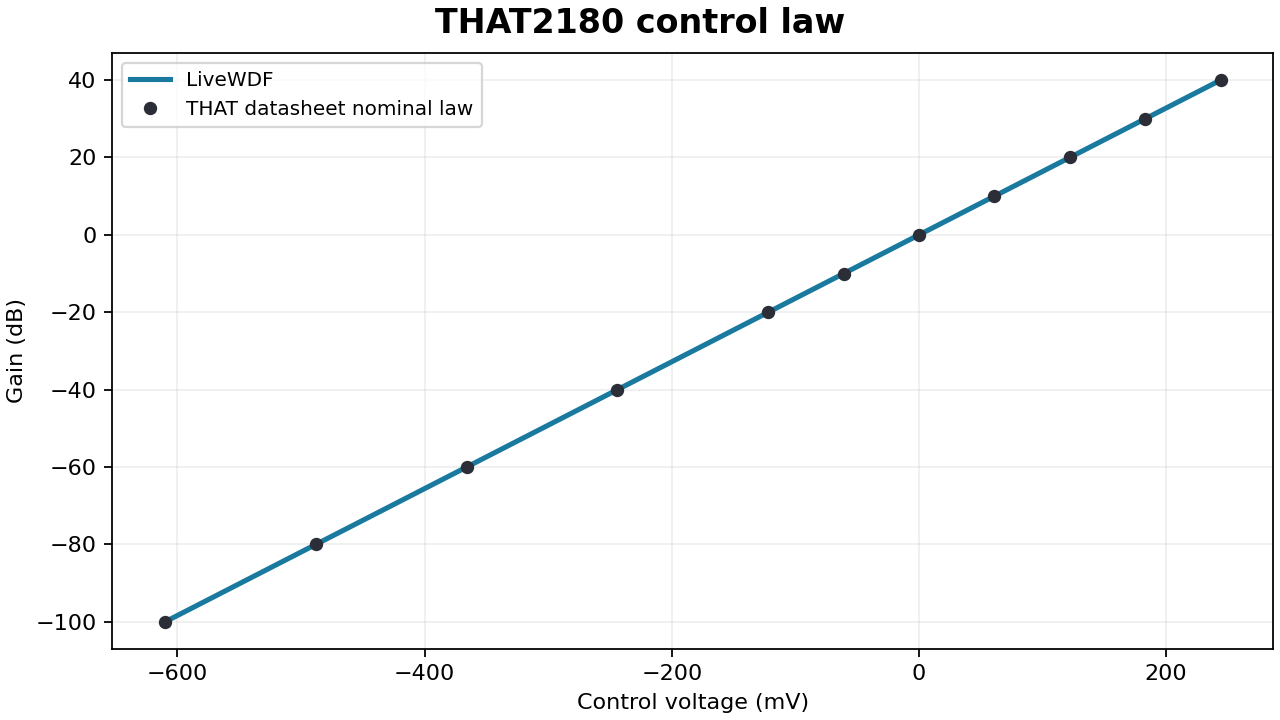 THAT2180 control law
LiveWDF
THAT datasheet nominal law
Gain (dB)
40
20
0
−20
−40
−60
−80
−100
−600 −400 −200 0 200
Control voltage (mV)